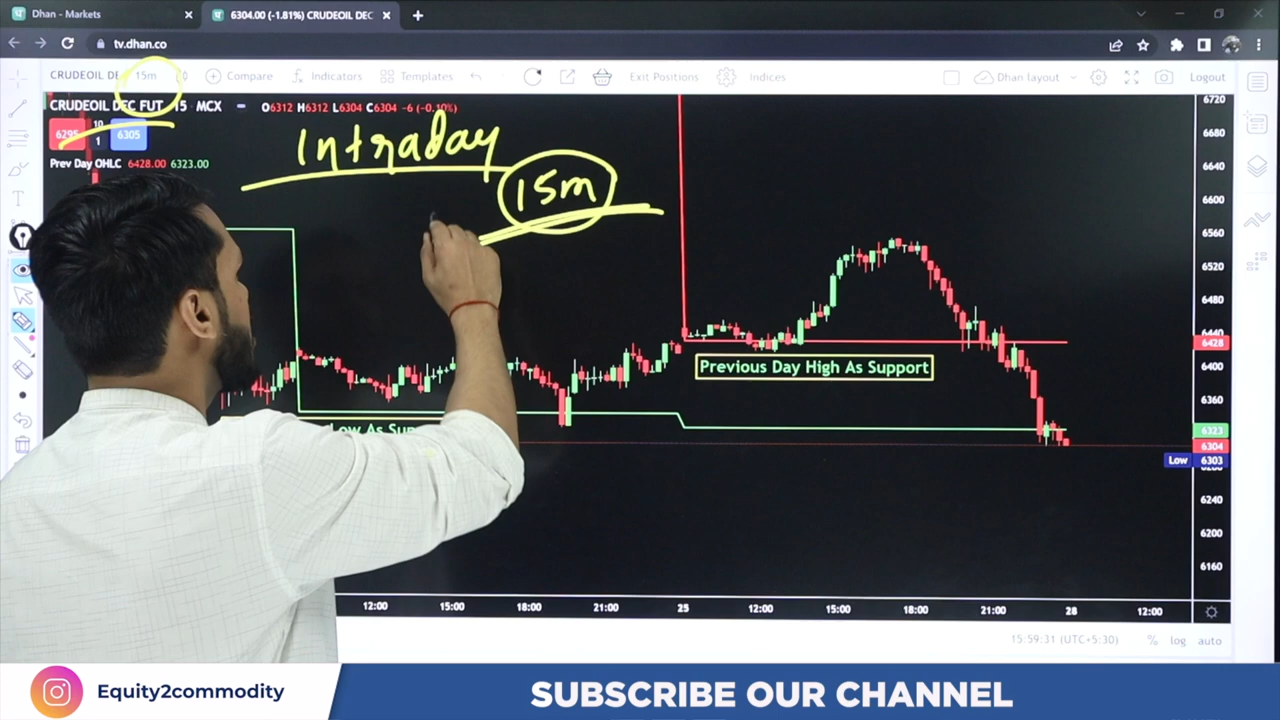 Dhan - Markets
6304.00 (-1.81%) CRUDEOIL DEC
tv.dhan.co
CRUDEOIL DE 15m Compare Indicators Templates Exit Positions Indices Dhan layout Logout
CRUDEOIL DEC FUT 15 MCX O6312 H6312 L6304 C6304 -6 (-0.10%)
6295 10 1 6305
Prev Day OHLC 6428.00 6323.00
Intraday
15m
Previous Day High As Support
Low As Sup
6720
6680
6640
6600
6560
6520
6480
6440
6428
6400
6360
6323
6304
Low 6303
6240
6200
6160
12:00 15:00 18:00 21:00 25 12:00 15:00 18:00 21:00 28 12:00
15:59:31 (UTC+5:30) % log auto
Equity2commodity
SUBSCRIBE OUR CHANNEL